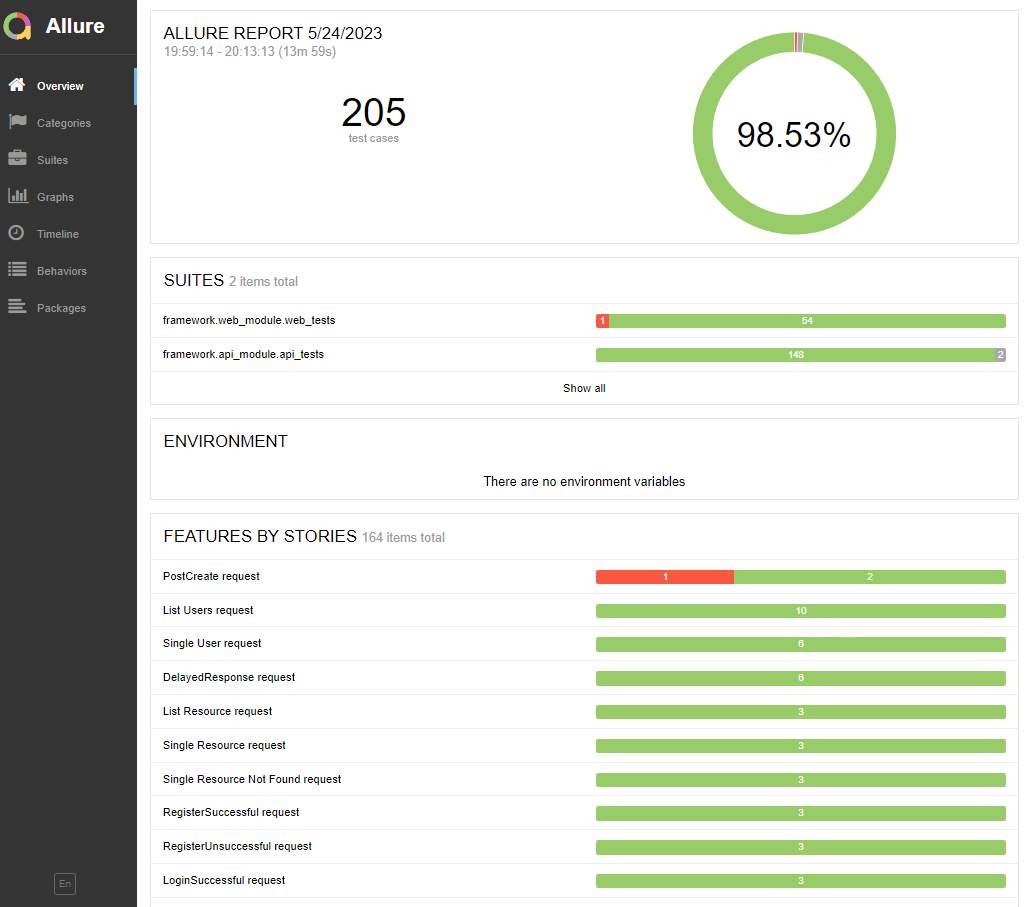 Allure
Overview
Categories
Suites
Graphs
Timeline
Behaviors
Packages
En
ALLURE REPORT 5/24/2023
19:59:14 - 20:13:13 (13m 59s)
205
test cases
98.53%
SUITES 2 items total
framework.web_module.web_tests 1 54
framework.api_module.api_tests 148 2
Show all
ENVIRONMENT
There are no environment variables
FEATURES BY STORIES 164 items total
PostCreate request 1 2
List Users request 10
Single User request 6
DelayedResponse request 6
List Resource request 3
Single Resource request 3
Single Resource Not Found request 3
RegisterSuccessful request 3
RegisterUnsuccessful request 3
LoginSuccessful request 3